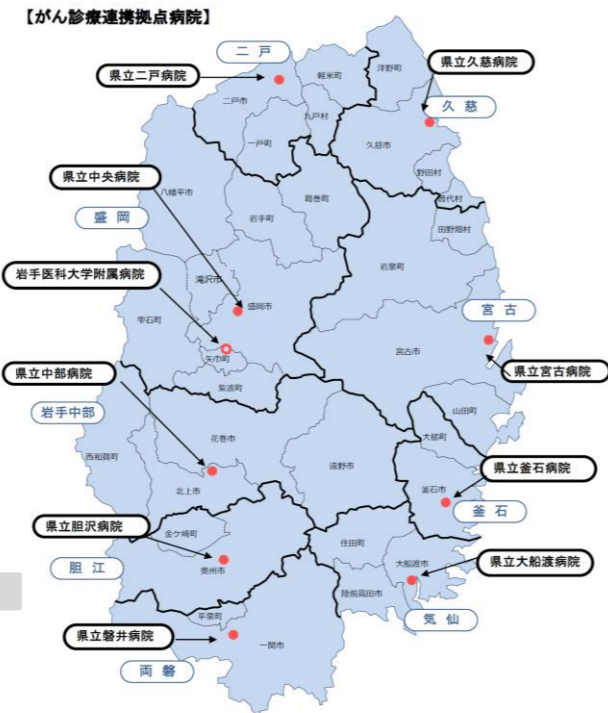 【がん診療連携拠点病院】
二戸
県立二戸病院
軽米町
洋野町
県立久慈病院
二戸市
九戸村
久慈
一戸町
久慈市
県立中央病院
野田村
八幡平市
葛巻町
普代村
盛岡
岩手町
田野畑村
岩手医科大学附属病院
滝沢市
岩泉町
盛岡市
宮古
雫石町
矢巾町
宮古市
県立中部病院
県立宮古病院
紫波町
岩手中部
山田町
花巻市
大槌町
西和賀町
遠野市
県立釜石病院
北上市
釜石市
釜石
県立胆沢病院
金ケ崎町
住田町
胆江
奥州市
大船渡市
県立大船渡病院
陸前高田市
平泉町
気仙
県立磐井病院
一関市
両磐